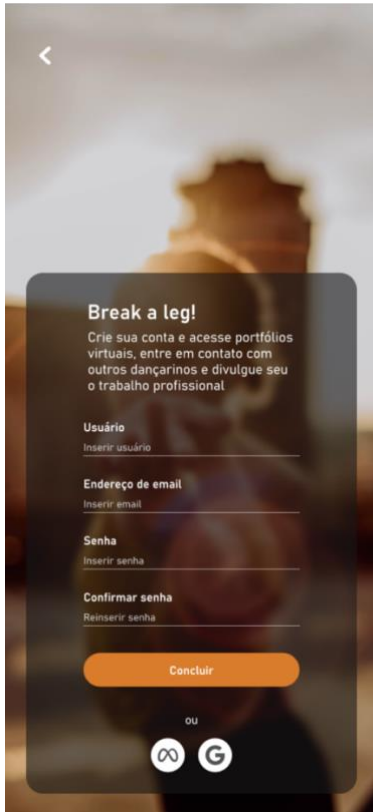 Break a leg!
Crie sua conta e acesse portfólios
virtuais, entre em contato com
outros dançarinos e divulgue seu
o trabalho profissional
Usuário
Inserir usuário
Endereço de email
Inserir email
Senha
Inserir senha
Confirmar senha
Reinserir senha
Concluir
ou
G